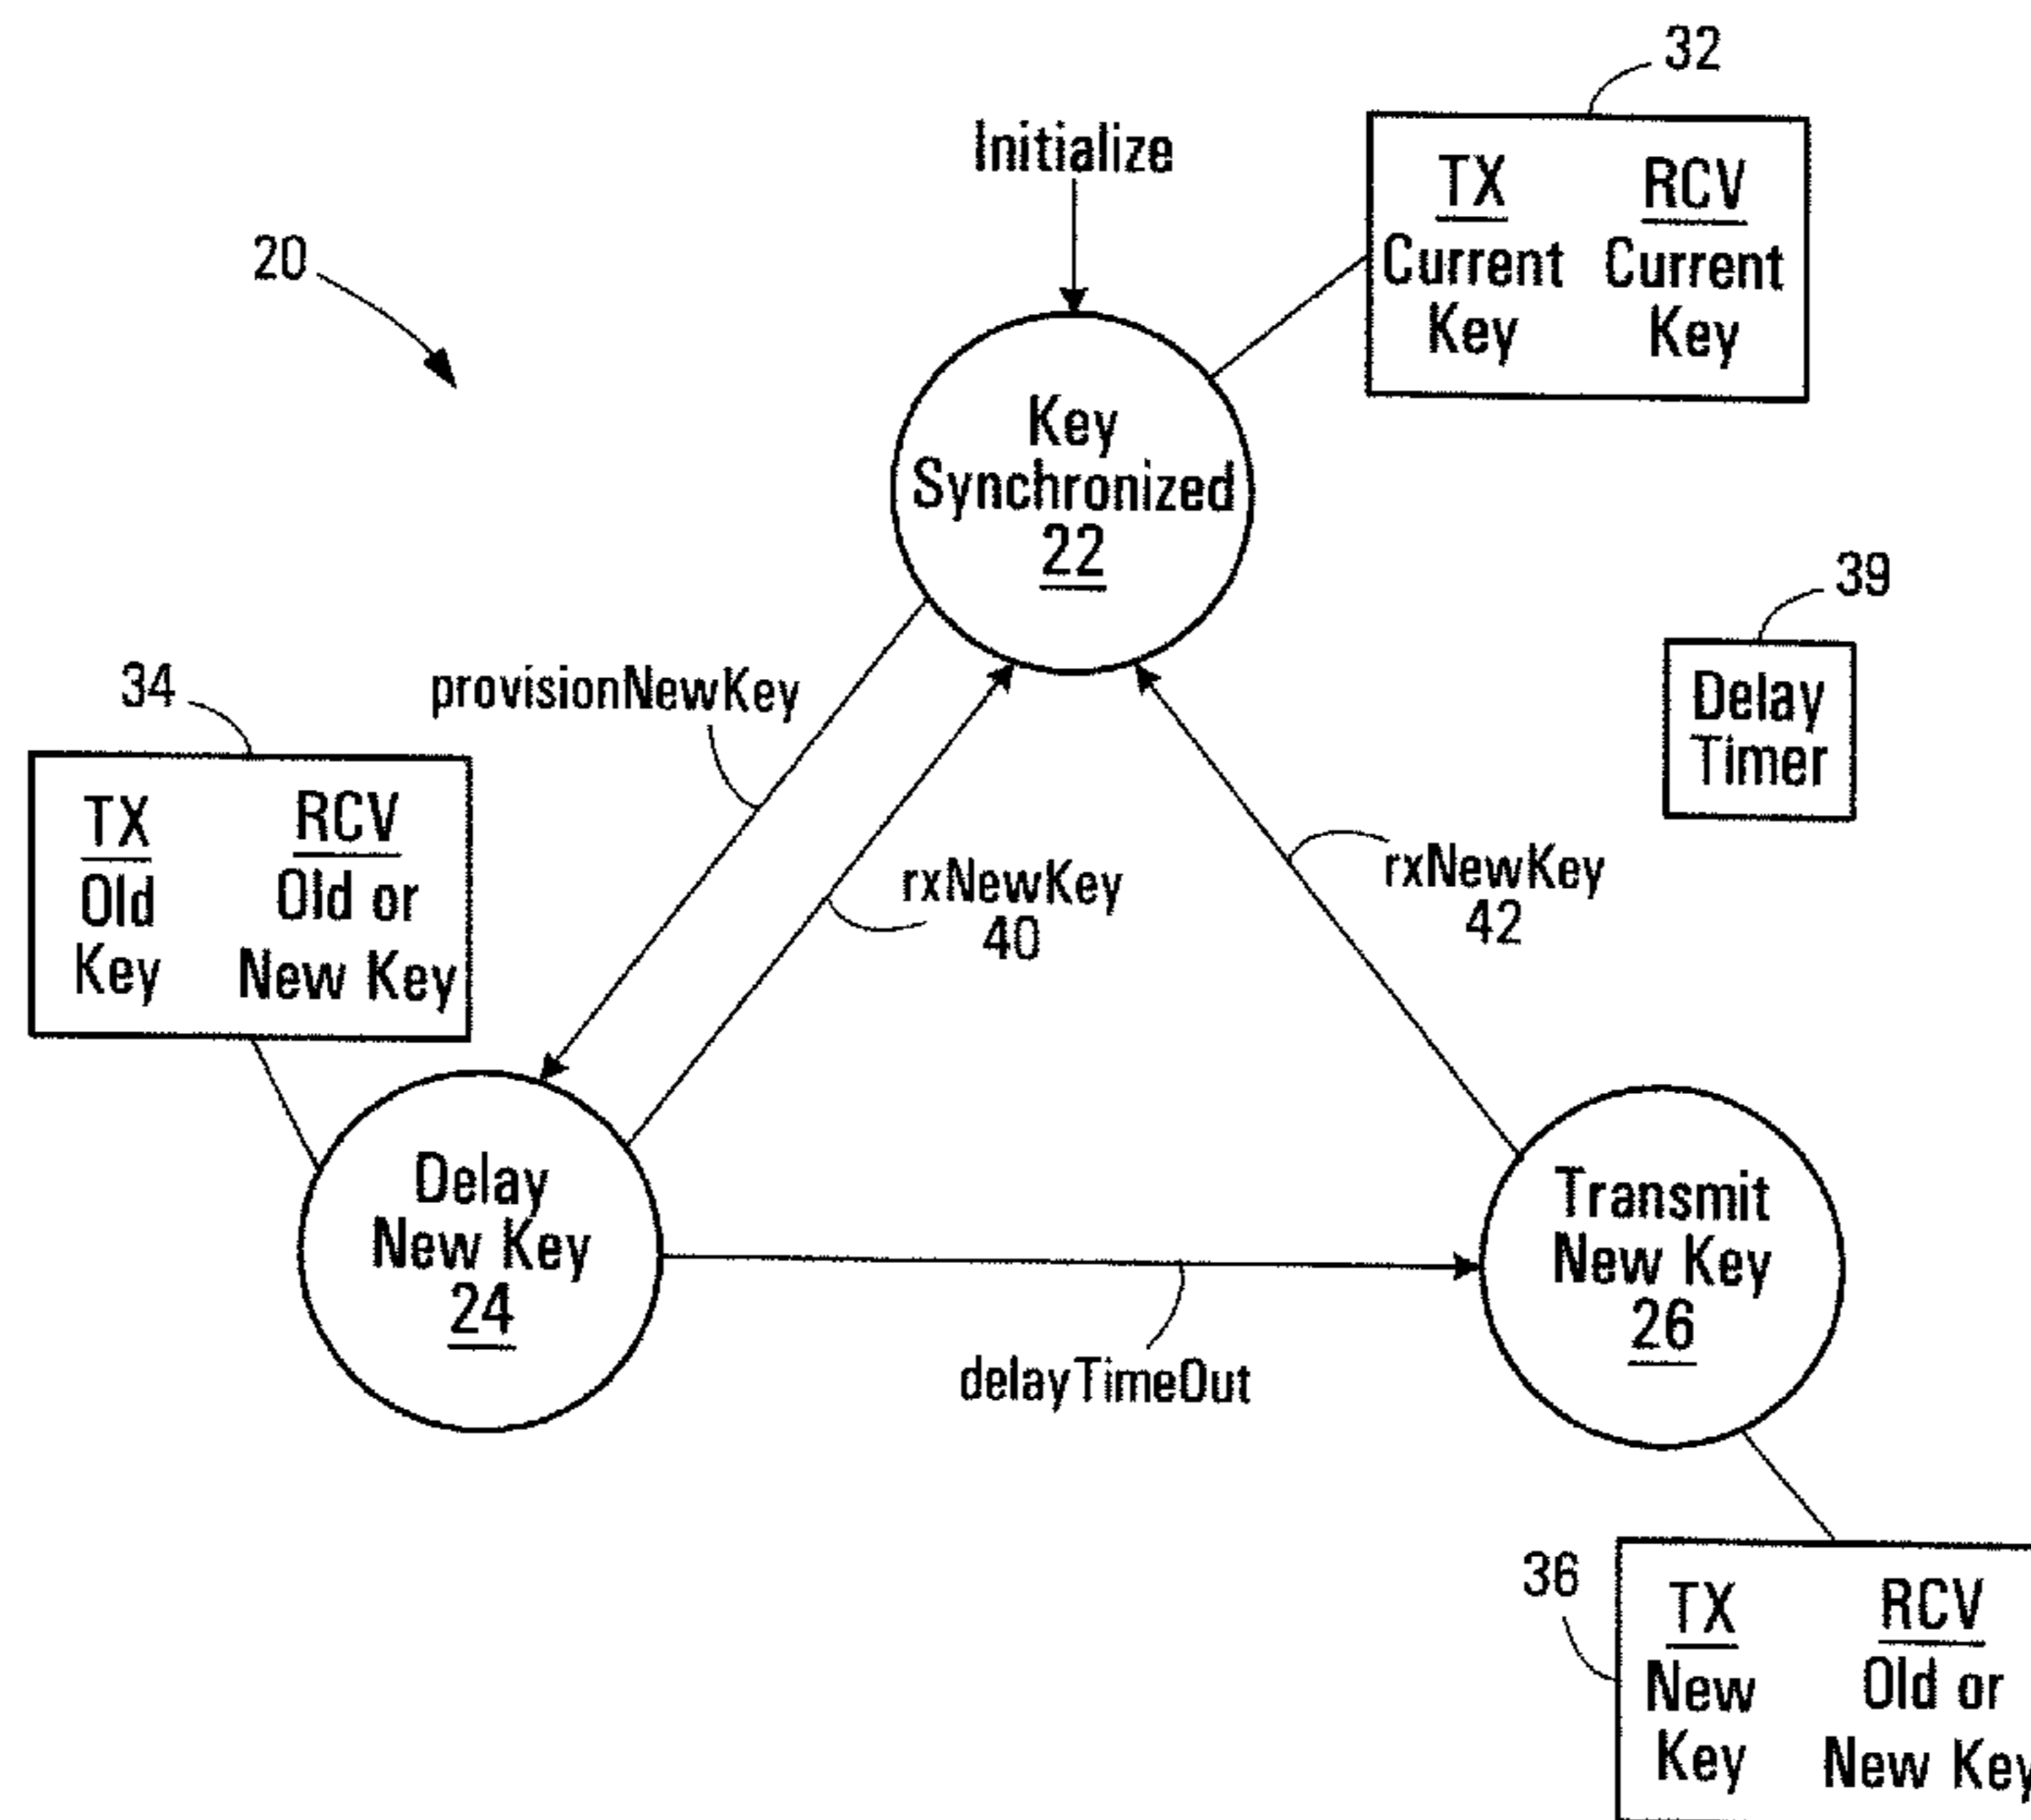 32
Initialize
TX RCV
Current Current
Key Key
20
Key
Synchronized
22
39
Delay
Timer
34
provisionNewKey
TX RCV
Old Old or
Key New Key
rxNewKey
40
rxNewKey
42
Delay
New Key
24
Transmit
New Key
26
delayTimeOut
36
TX RCV
New Old or
Key New Key